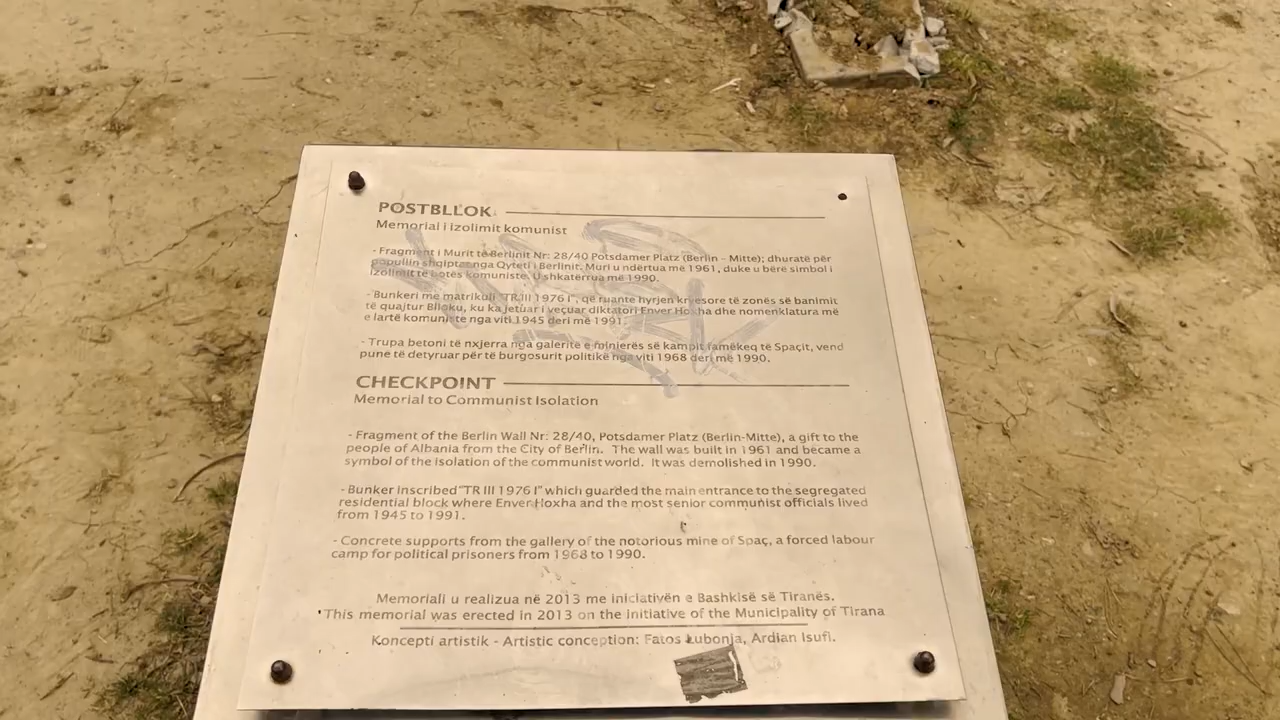 POSTBLLOK
Memorial i izolimit komunist
- Fragment i Murit të Berlinit Nr: 28/40 Potsdamer Platz (Berlin - Mitte); dhuratë për
popullin shqiptar nga Qyteti i Berlinit. Muri u ndërtua më 1961, duke u bërë simbol i
izolimit të botës komuniste. U shkatërrua më 1990.
- Bunkeri me matrikull "TR III 1976 I", që ruante hyrjen kryesore të zonës së banimit
të quajtur Blloku, ku ka jetuar i veçuar diktatori Enver Hoxha dhe nomenklatura më
e lartë komuniste nga viti 1945 deri më 1991.
- Trupa betoni të nxjerra nga galeritë e minierës së kampit famëkeq të Spaçit, vend
pune të detyruar për të burgosurit politikë nga viti 1968 deri më 1990.
CHECKPOINT
Memorial to Communist Isolation
- Fragment of the Berlin Wall Nr: 28/40, Potsdamer Platz (Berlin-Mitte), a gift to the
people of Albania from the City of Berlin. The wall was built in 1961 and became a
symbol of the isolation of the communist world. It was demolished in 1990.
- Bunker inscribed "TR III 1976 I" which guarded the main entrance to the segregated
residential block where Enver Hoxha and the most senior communist officials lived
from 1945 to 1991.
- Concrete supports from the gallery of the notorious mine of Spaç, a forced labour
camp for political prisoners from 1968 to 1990.
Memoriali u realizua në 2013 me iniciativën e Bashkisë së Tiranës.
This memorial was erected in 2013 on the initiative of the Municipality of Tirana
Koncepti artistik - Artistic conception: Fatos Lubonja, Ardian Isufi.